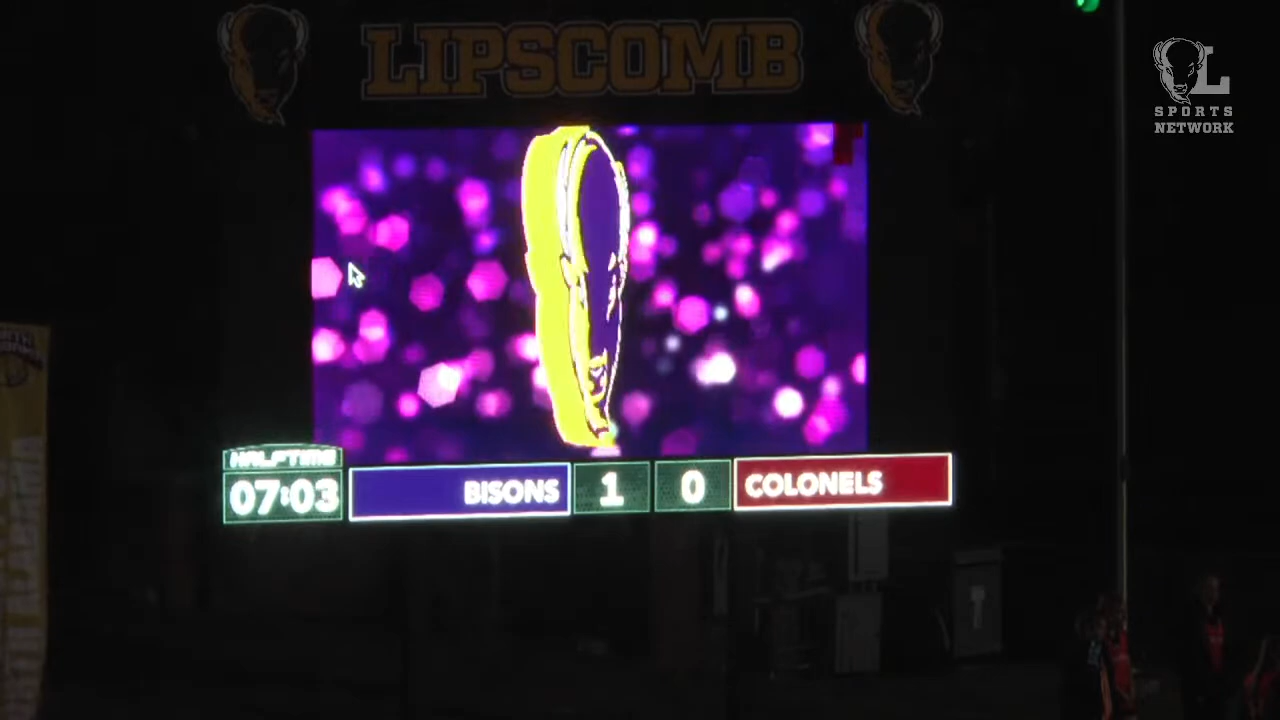 LIPSCOMB
L
SPORTS
NETWORK
HALFTIME
07:03
BISONS
1
0
COLONELS